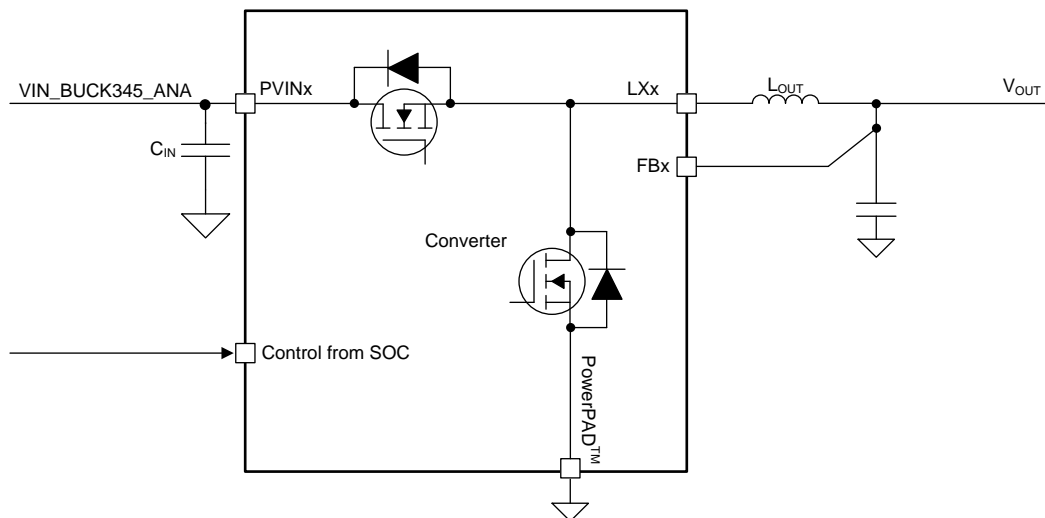 VIN_BUCK345_ANA
PVINx
LXx
LOUT
VOUT
CIN
FBx
Converter
Control from SOC
PowerPAD™